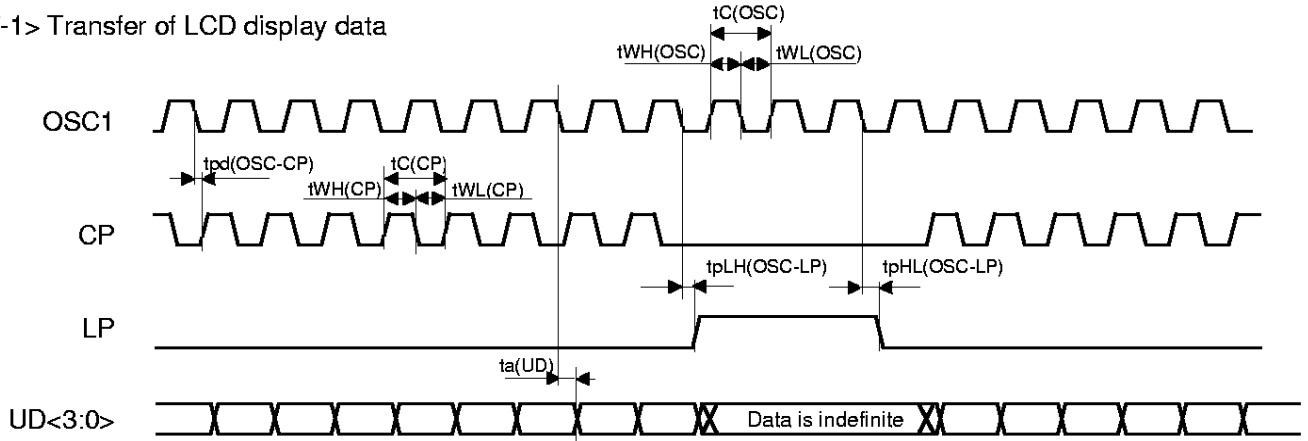 -1> Transfer of LCD display data
tC(OSC)
tWH(OSC)
tWL(OSC)
OSC1
tpd(OSC-CP)
tC(CP)
tWH(CP)
tWL(CP)
CP
tpLH(OSC-LP)
tpHL(OSC-LP)
LP
ta(UD)
UD<3:0>
Data is indefinite